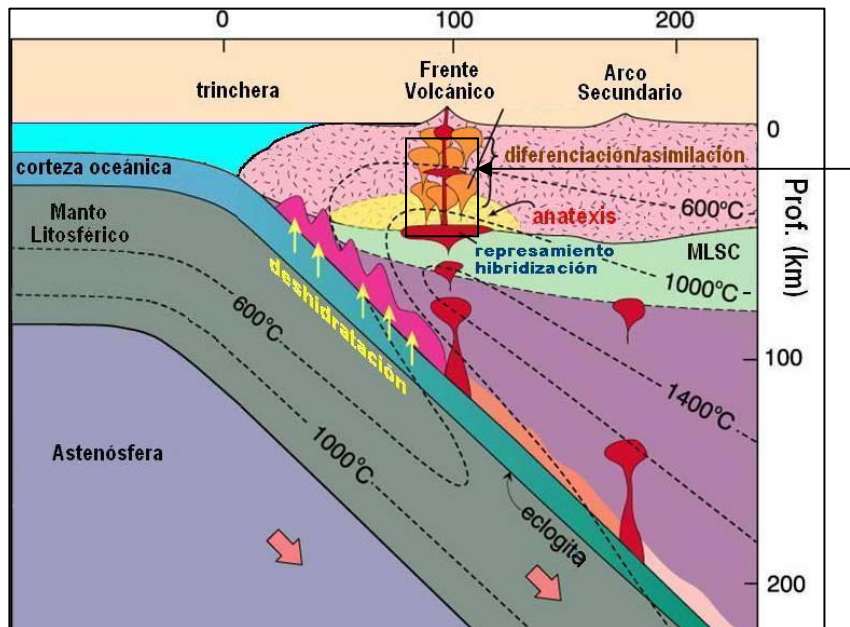 0
100
200
trinchera
Frente
Volcánico
Arco
Secundario
0
corteza oceánica
diferenciación/asimilación
Manto
Litosférico
600°C
anatexis
represamiento
hibridización
MLSC
1000°C
Prof. (km)
deshidratación
600°C
100
1400°C
Astenósfera
1000°C
eclogita
200